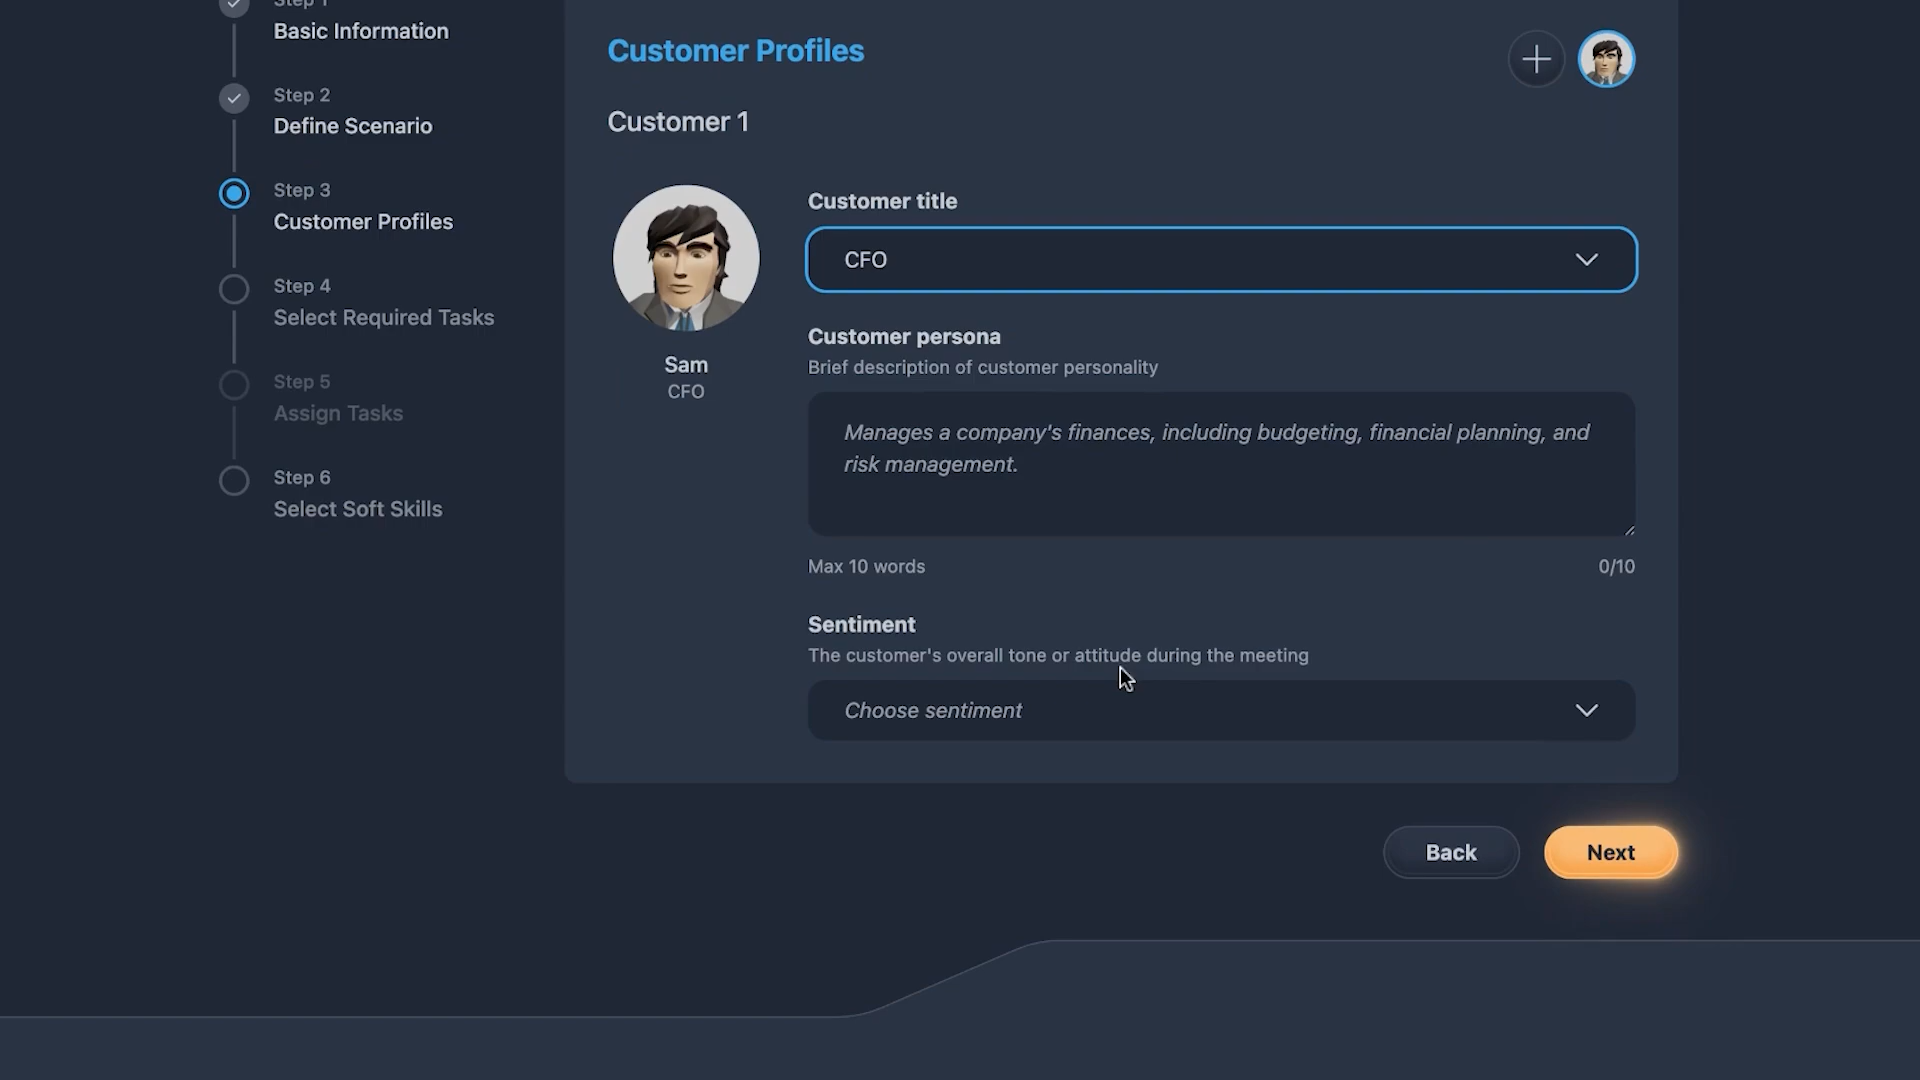 Step 1
Basic Information
Step 2
Define Scenario
Step 3
Customer Profiles
Step 4
Select Required Tasks
Step 5
Assign Tasks
Step 6
Select Soft Skills
Customer Profiles
Customer 1
Sam
CFO
Customer title
CFO
Customer persona
Brief description of customer personality
Manages a company's finances, including budgeting, financial planning, and
risk management.
Max 10 words
0/10
Sentiment
The customer's overall tone or attitude during the meeting
Choose sentiment
Back
Next